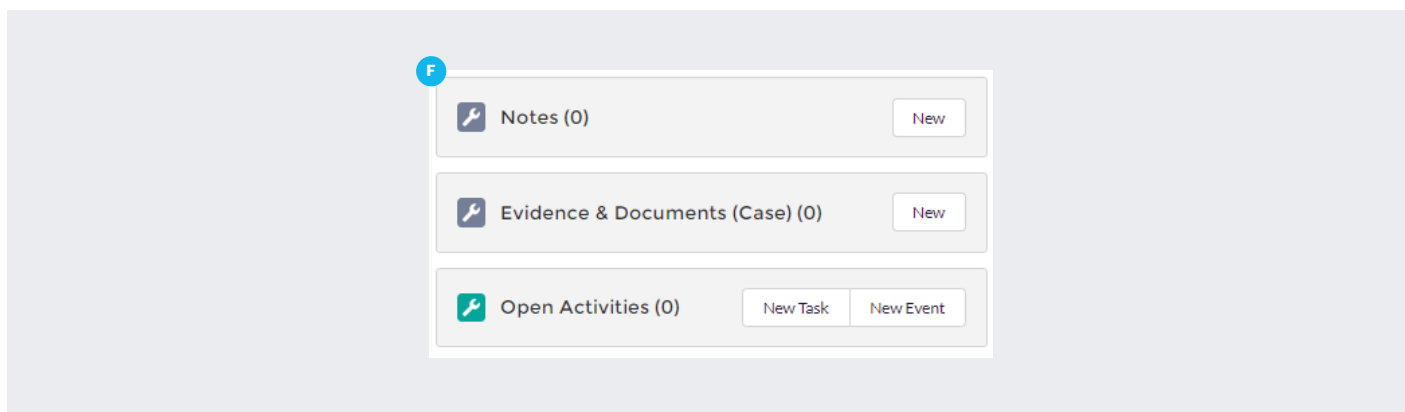 F
Notes (0) New
Evidence & Documents (Case) (0) New
Open Activities (0) New Task New Event